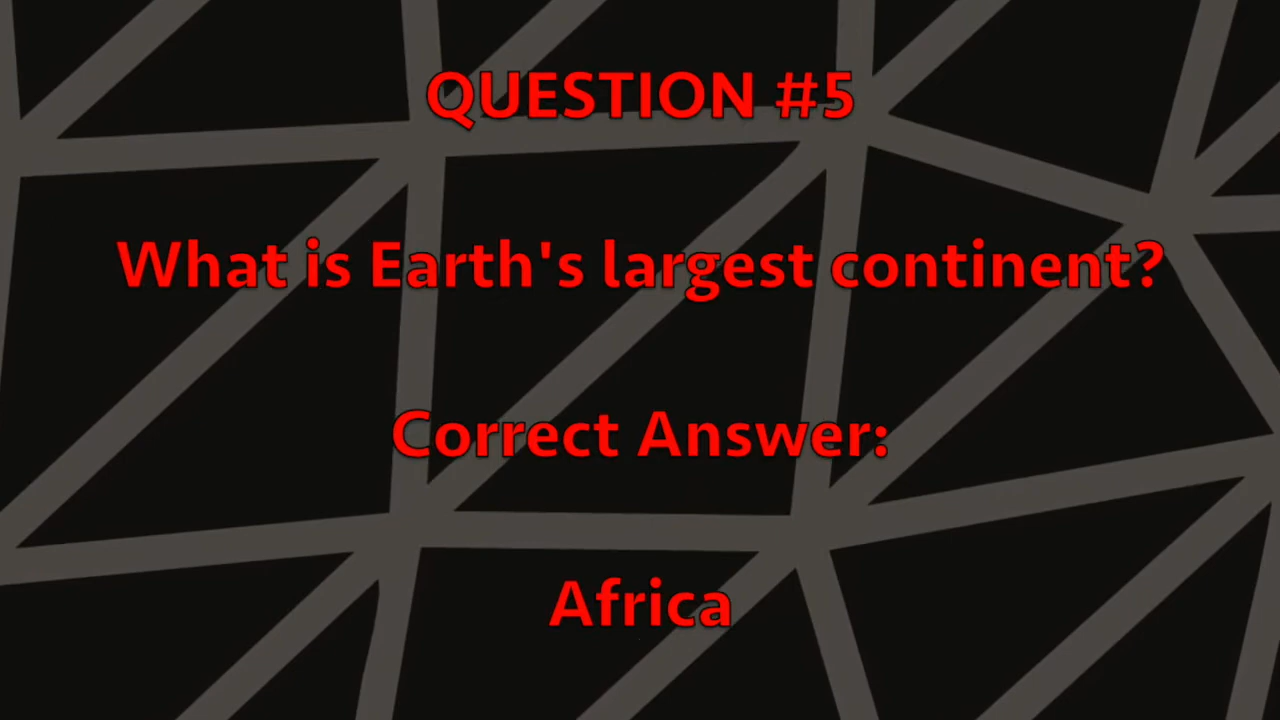 QUESTION #5
What is Earth's largest continent?
Correct Answer:
Africa